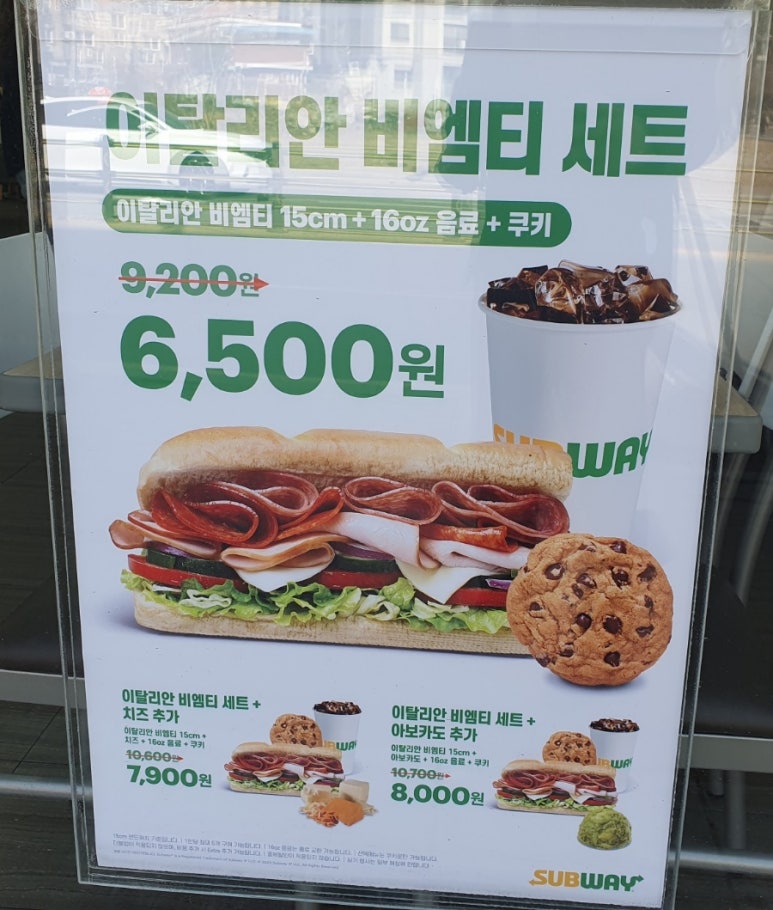 이탈리안 비엠티 세트
이탈리안 비엠티 15cm + 16oz 음료 + 쿠키
9,200원
6,500원
SUBWAY
이탈리안 비엠티 세트 +
치즈 추가
이탈리안 비엠티 15cm +
치즈 + 16oz 음료 + 쿠키
10,600원
7,900원
WAY
이탈리안 비엠티 세트 +
아보카도 추가
이탈리안 비엠티 15cm +
아보카도 + 16oz 음료 + 쿠키
10,700원
8,000원
WAY
SUBWAY